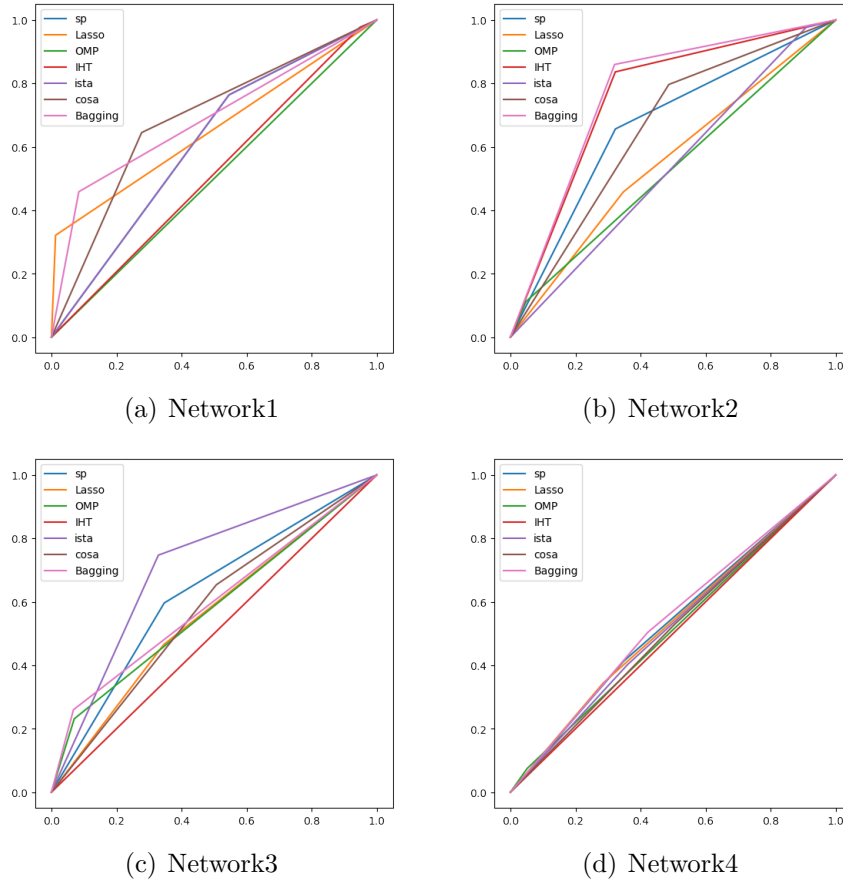 1.0
0.8
0.6
0.4
0.2
0.0
0.0 0.2 0.4 0.6 0.8 1.0
sp
Lasso
OMP
IHT
ista
cosa
Bagging
(a) Network1
1.0
0.8
0.6
0.4
0.2
0.0
0.0 0.2 0.4 0.6 0.8 1.0
sp
Lasso
OMP
IHT
ista
cosa
Bagging
(b) Network2
1.0
0.8
0.6
0.4
0.2
0.0
0.0 0.2 0.4 0.6 0.8 1.0
sp
Lasso
OMP
IHT
ista
cosa
Bagging
(c) Network3
1.0
0.8
0.6
0.4
0.2
0.0
0.0 0.2 0.4 0.6 0.8 1.0
sp
Lasso
OMP
IHT
ista
cosa
Bagging
(d) Network4